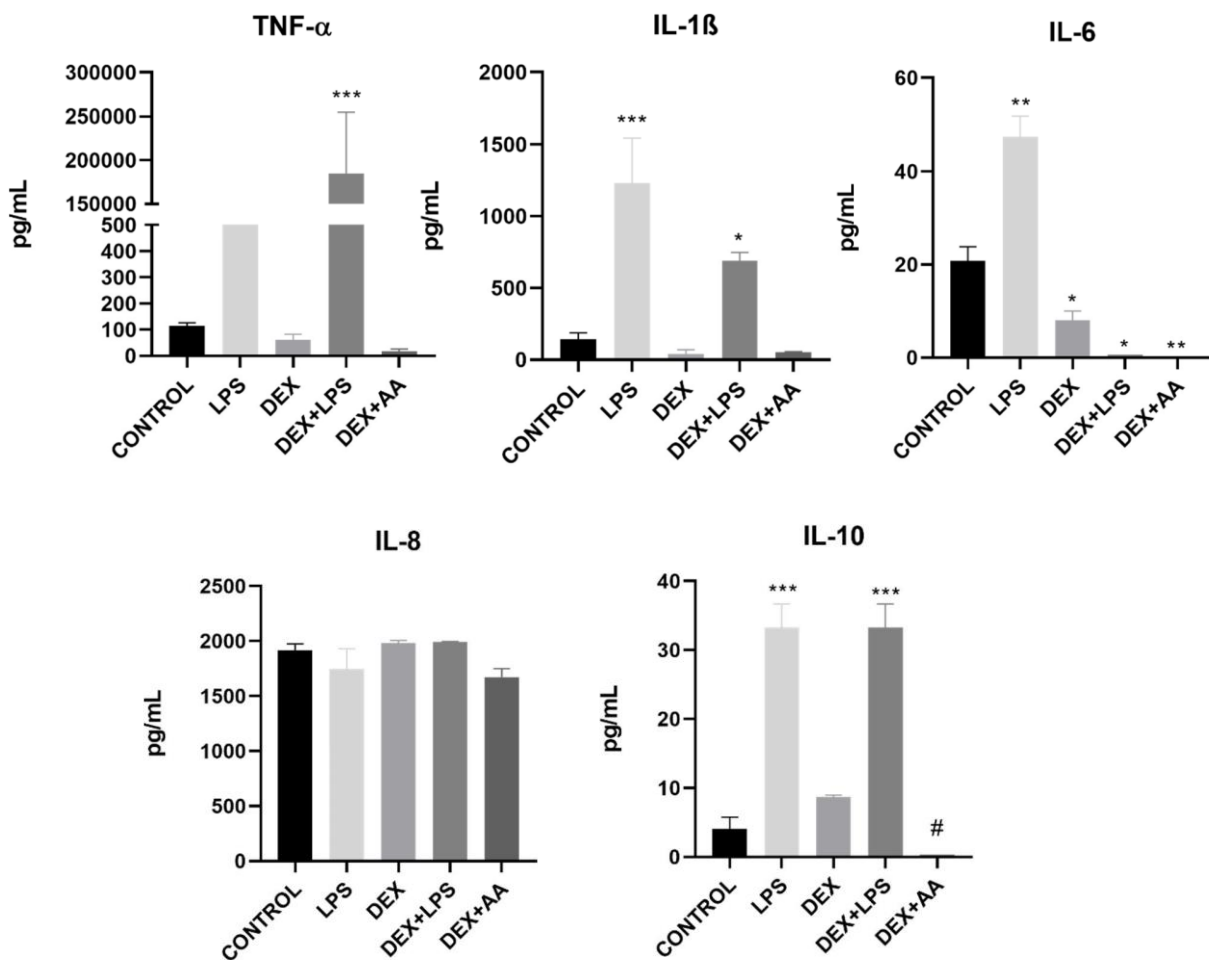 TNF-α
300000
250000
200000
150000
500
400
300
200
100
0
pg/mL
***
CONTROL
LPS
DEX
DEX+LPS
DEX+AA
IL-1ß
2000
1500
1000
500
0
pg/mL
***
*
CONTROL
LPS
DEX
DEX+LPS
DEX+AA
IL-6
60
40
20
0
pg/mL
**
*
*
**
CONTROL
LPS
DEX
DEX+LPS
DEX+AA
IL-8
2500
2000
1500
1000
500
0
pg/mL
CONTROL
LPS
DEX
DEX+LPS
DEX+AA
IL-10
40
30
20
10
0
pg/mL
***
***
#
CONTROL
LPS
DEX
DEX+LPS
DEX+AA